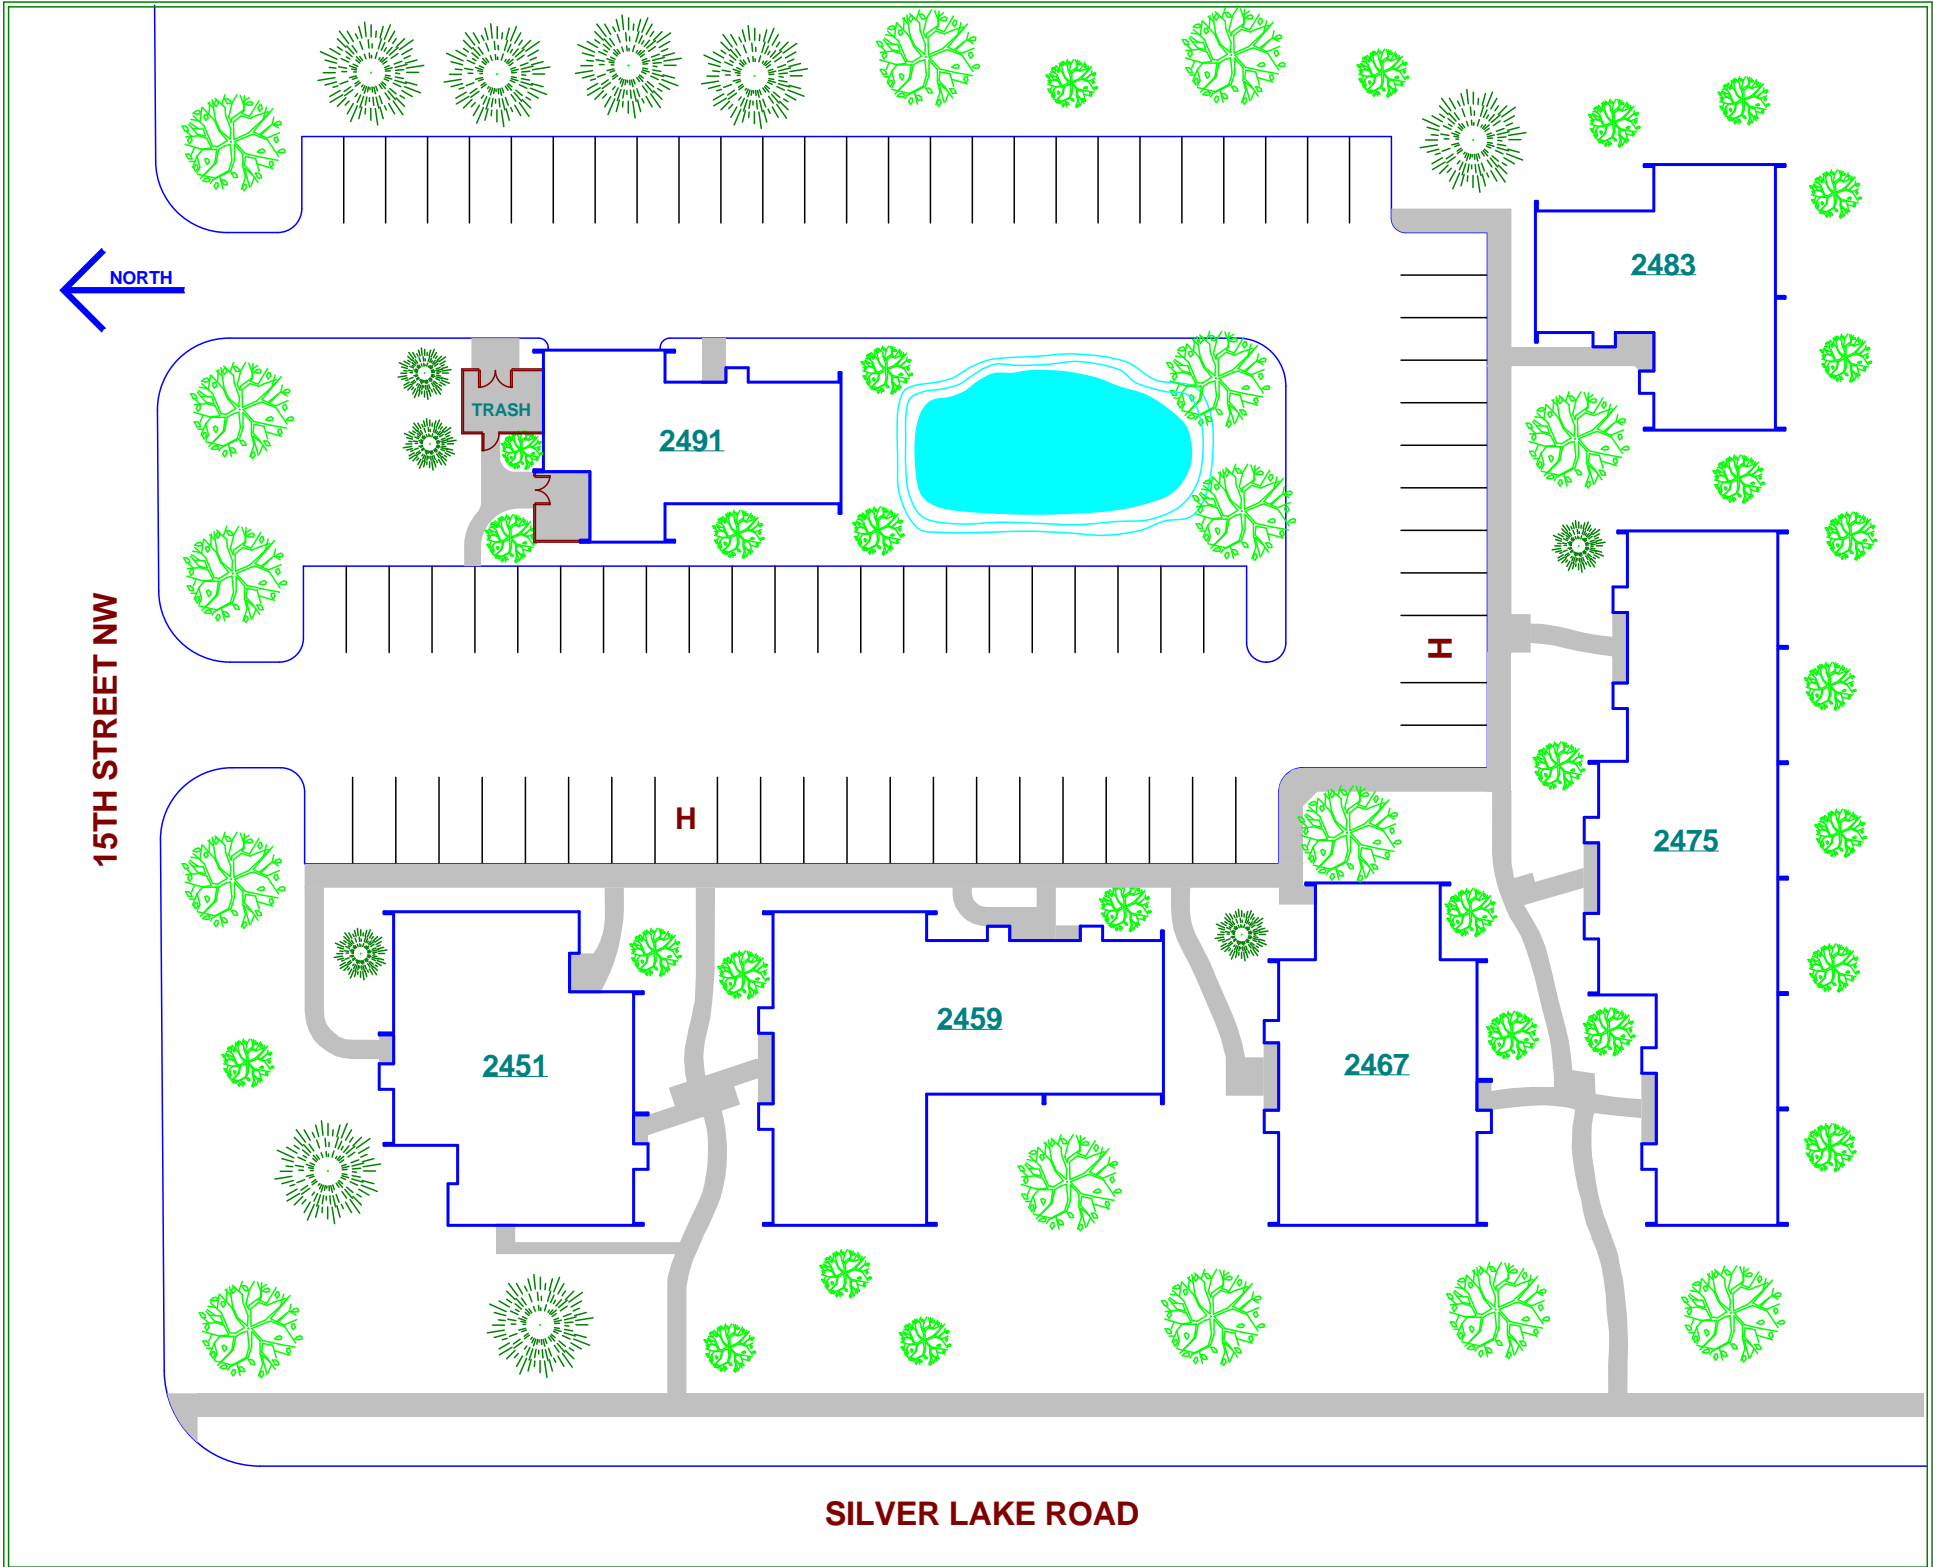 NORTH
2483
TRASH
2491
15TH STREET NW
H
H
2475
2459
2451
2467
SILVER LAKE ROAD